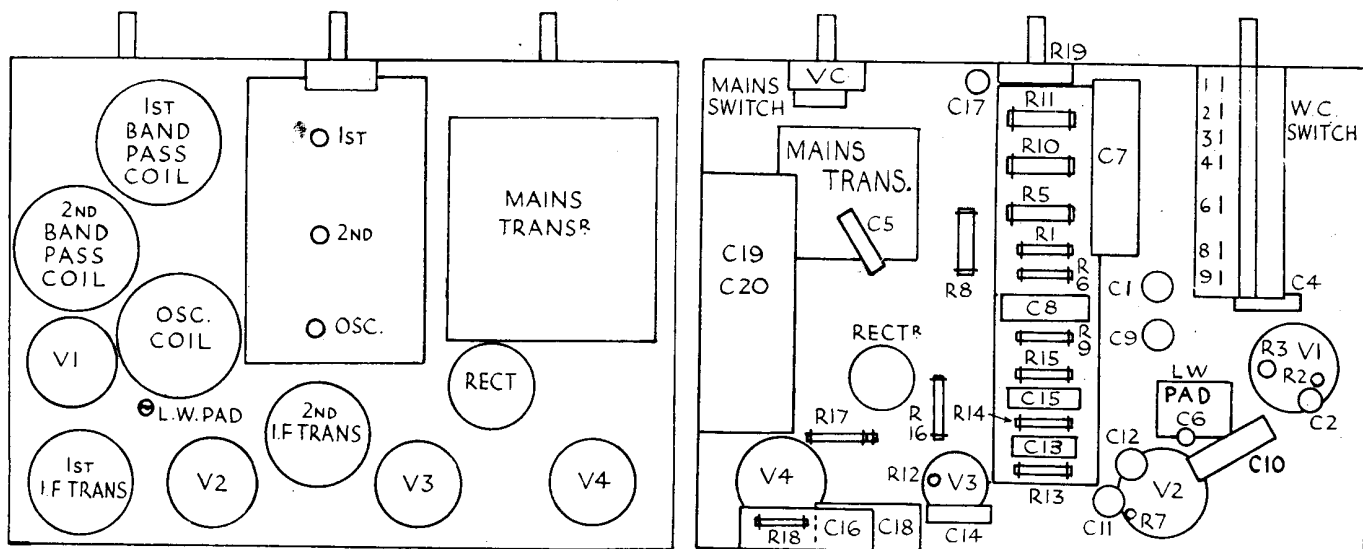 1ST
BAND
PASS
COIL
2ND
BAND
PASS
COIL
OSC.
COIL
V1
L.W. PAD
1ST
I.F TRANS
V2
2ND
I.F TRANS
V3
V4
1ST
2ND
OSC.
MAINS
TRANSR
RECT
MAINS
SWITCH
VC
C17
R19
R11
R10
R5
R1
R6
C8
R9
R15
C15
R14
C13
R13
C7
MAINS
TRANS.
C5
C19
C20
R8
RECTR
R17
R16
V4
R18
C16
C18
R12
V3
C14
1
2
3
4
6
8
9
W.C.
SWITCH
C4
C1
C9
R3
V1
R2
C2
LW
PAD
C6
C10
C12
V2
C11
R7